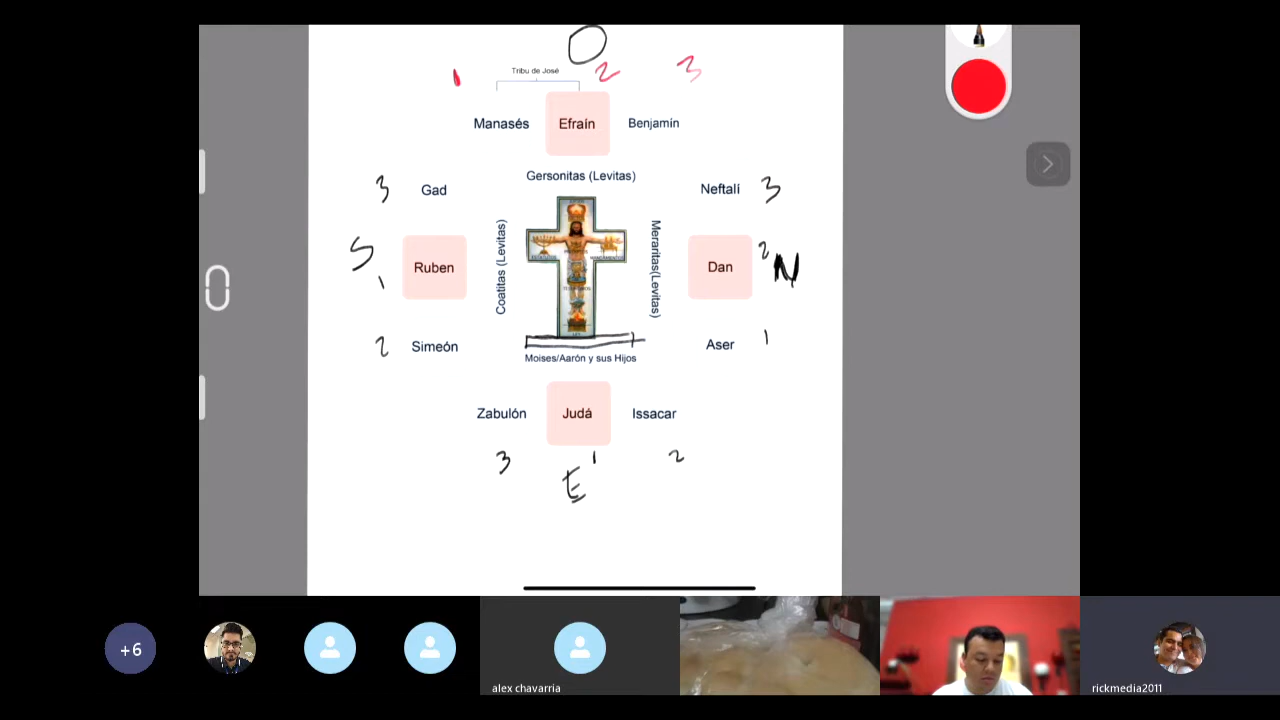 O
1 Tribu de José 2 3
Manasés Efraín Benjamín
Gersonitas (Levitas)
3 Gad Neftalí 3
S Ruben Coatitas (Levitas) Meraritas(Levitas) Dan 2 N
1
2 Simeón Aser 1
Moises/Aarón y sus Hijos
Zabulón Judá Issacar
3 1 2
E
+6
alex chavarria
rickmedia2011